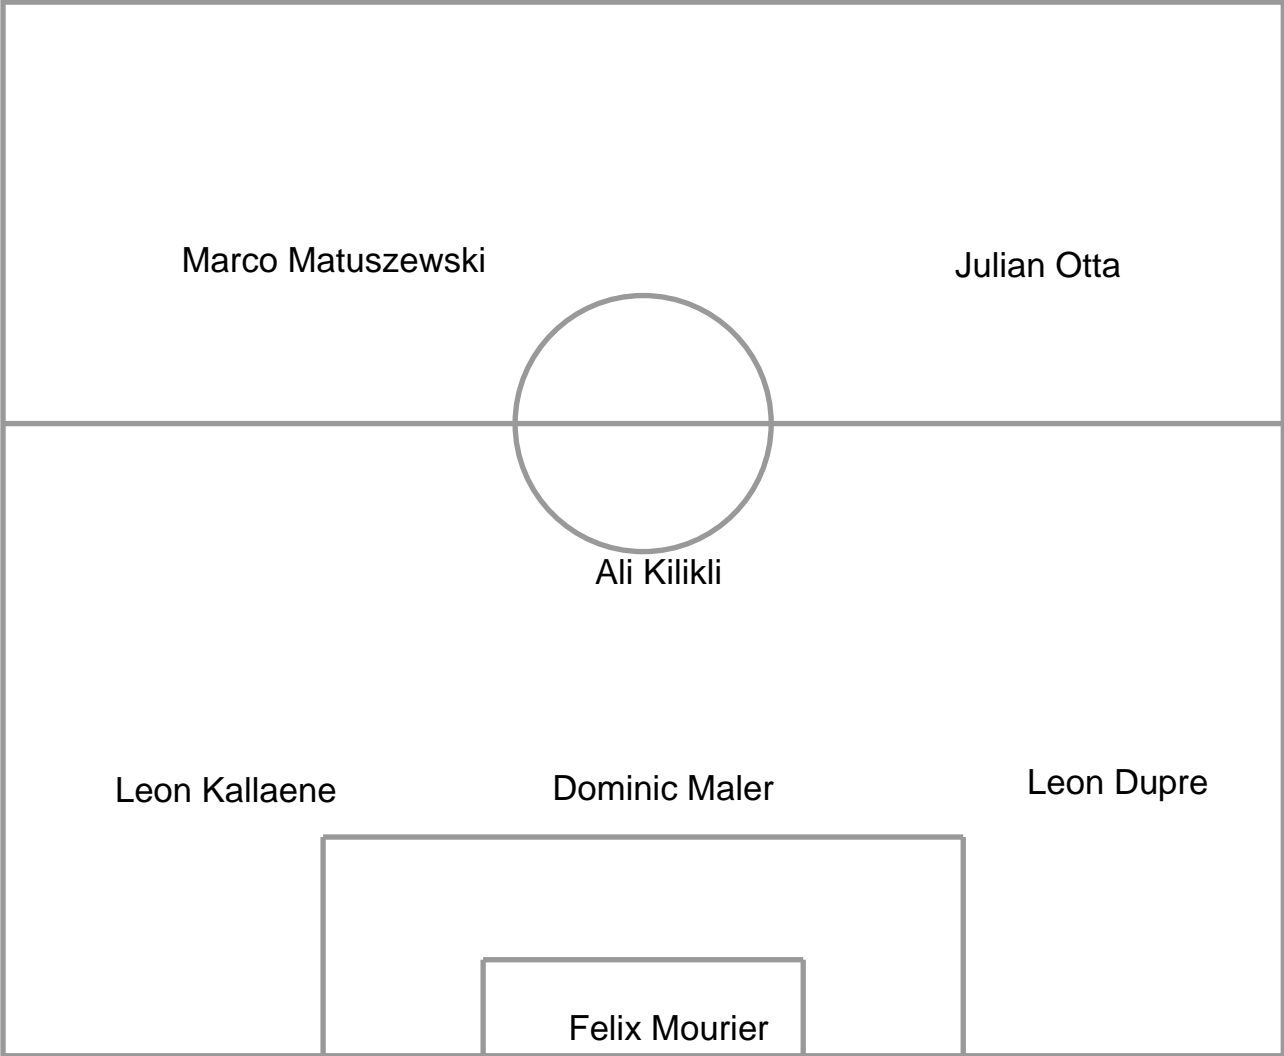 Marco Matuszewski
Julian Otta
Ali Kilikli
Leon Kallaene
Dominic Maler
Leon Dupre
Felix Mourier